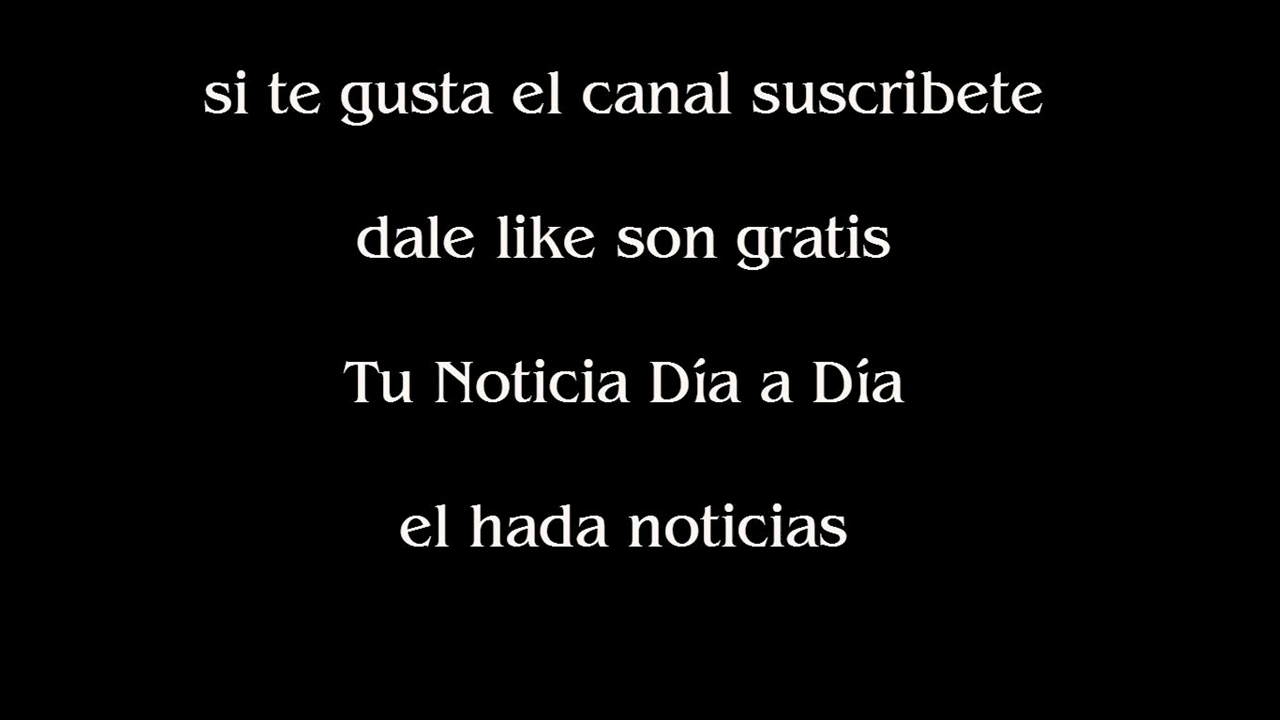 si te gusta el canal suscribete
dale like son gratis
Tu Noticia Día a Día
el hada noticias